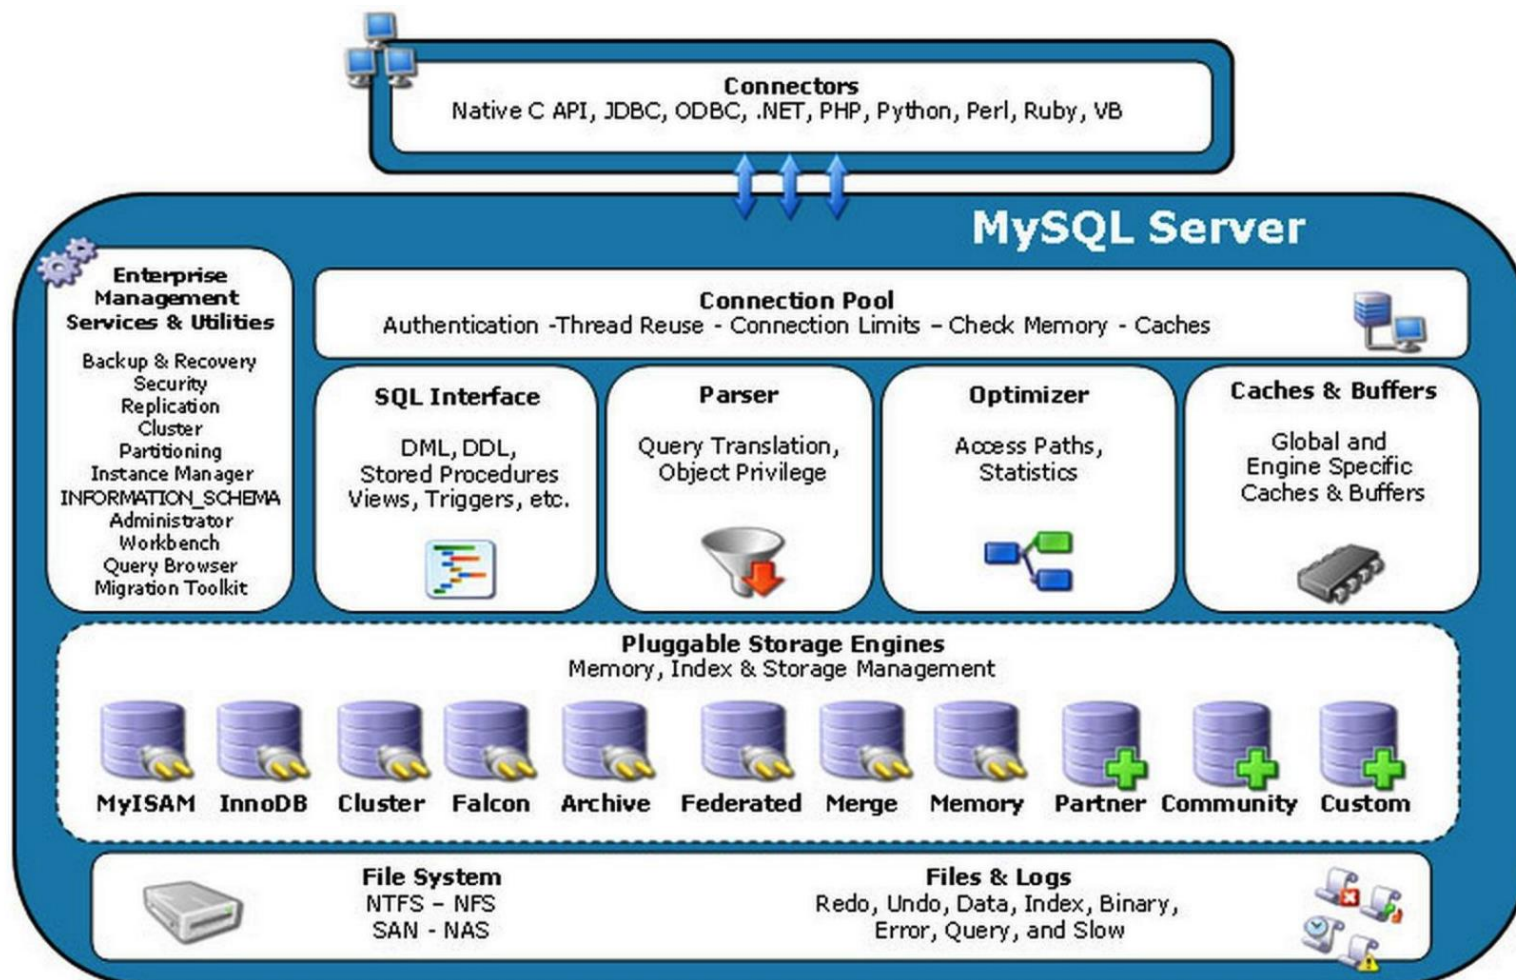 Connectors
Native C API, JDBC, ODBC, .NET, PHP, Python, Perl, Ruby, VB
MySQL Server
Enterprise
Management
Services & Utilities
Backup & Recovery
Security
Replication
Cluster
Partitioning
Instance Manager
INFORMATION_SCHEMA
Administrator
Workbench
Query Browser
Migration Toolkit
Connection Pool
Authentication -Thread Reuse - Connection Limits – Check Memory - Caches
SQL Interface
DML, DDL,
Stored Procedures
Views, Triggers, etc.
Parser
Query Translation,
Object Privilege
Optimizer
Access Paths,
Statistics
Caches & Buffers
Global and
Engine Specific
Caches & Buffers
Pluggable Storage Engines
Memory, Index & Storage Management
MyISAM InnoDB Cluster Falcon Archive Federated Merge Memory Partner Community Custom
File System
NTFS – NFS
SAN - NAS
Files & Logs
Redo, Undo, Data, Index, Binary,
Error, Query, and Slow